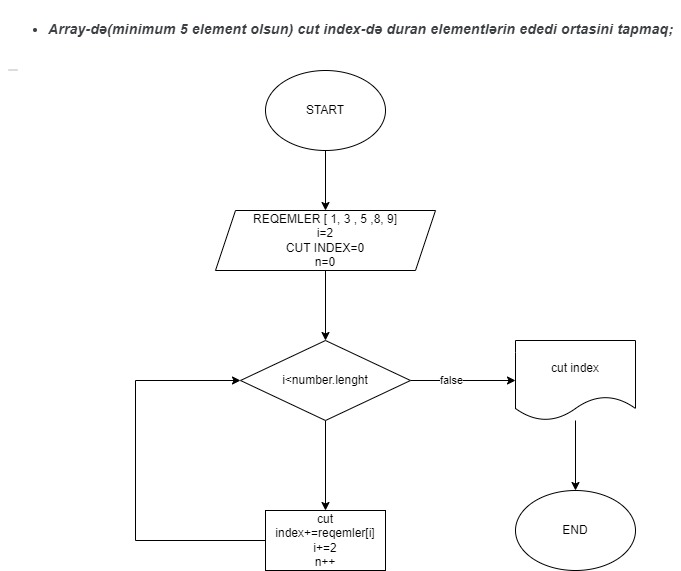 Array-də(minimum 5 element olsun) cut index-də duran elementlərin ededi ortasini tapmaq;
START
REQEMLER [ 1, 3 , 5 ,8, 9]
i=2
CUT INDEX=0
n=0
i<number.lenght
false
cut index
cut
index+=reqemler[i]
i+=2
n++
END